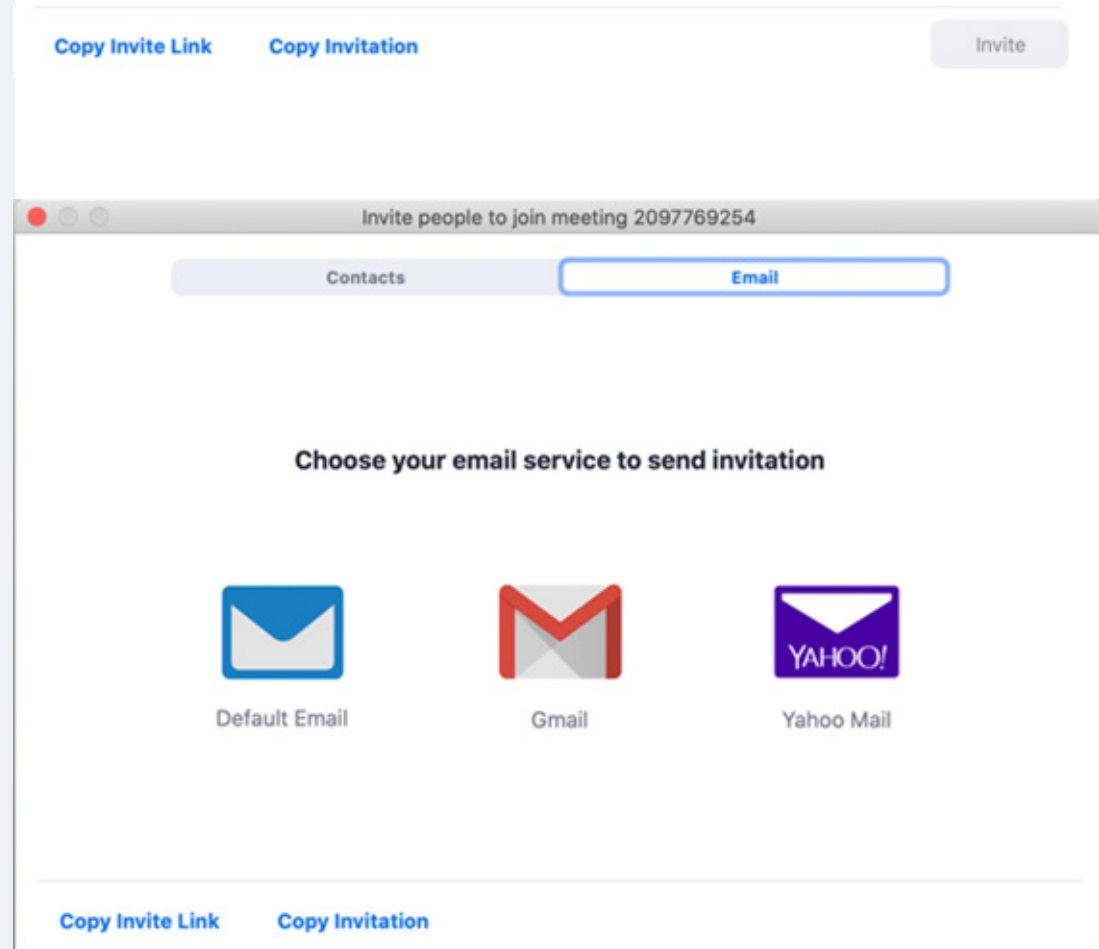 Copy Invite Link Copy Invitation Invite
Invite people to join meeting 2097769254
Contacts Email
Choose your email service to send invitation
YAHOO!
Default Email Gmail Yahoo Mail
Copy Invite Link Copy Invitation